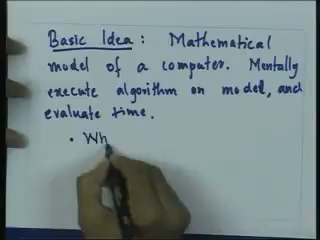 Basic Idea : Mathematical
model of a computer. Mentally
execute algorithm on model, and
evaluate time.
• Wh